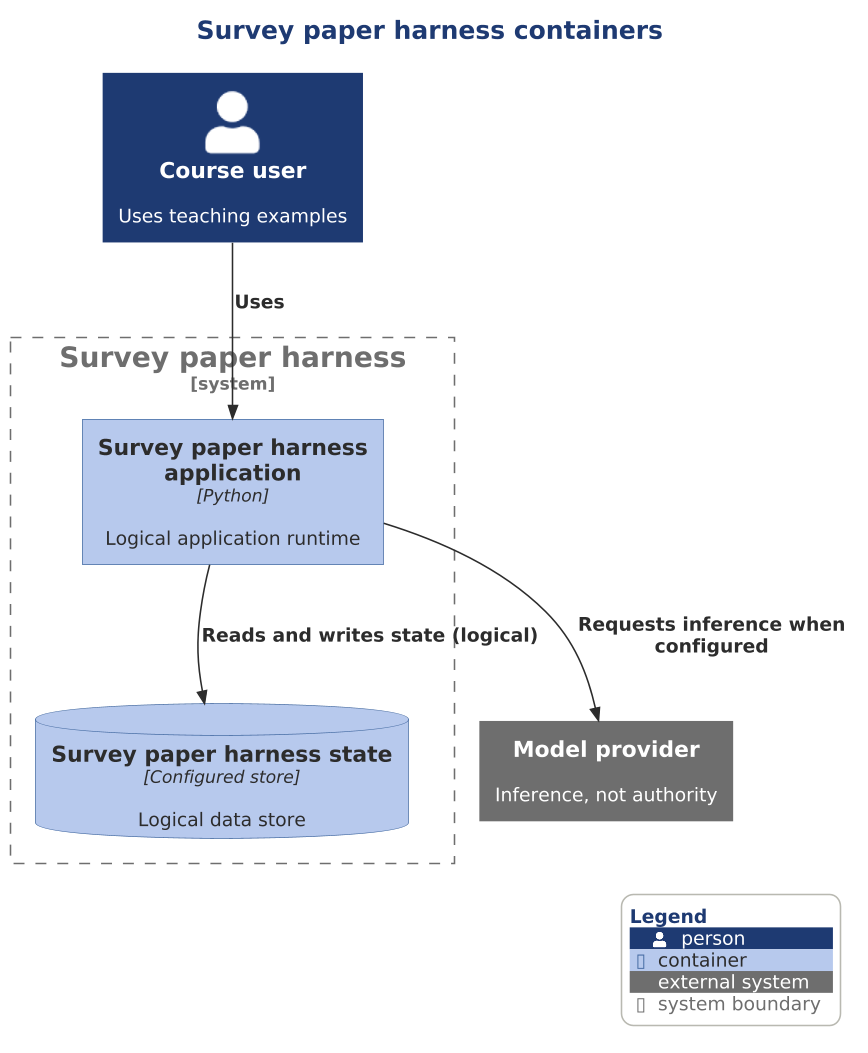 Survey paper harness containers
Course user
Uses teaching examples
Uses
Survey paper harness
[system]
Survey paper harness
application
[Python]
Logical application runtime
Reads and writes state (logical)
Requests inference when
configured
Survey paper harness state
[Configured store]
Logical data store
Model provider
Inference, not authority
Legend
person
container
external system
system boundary